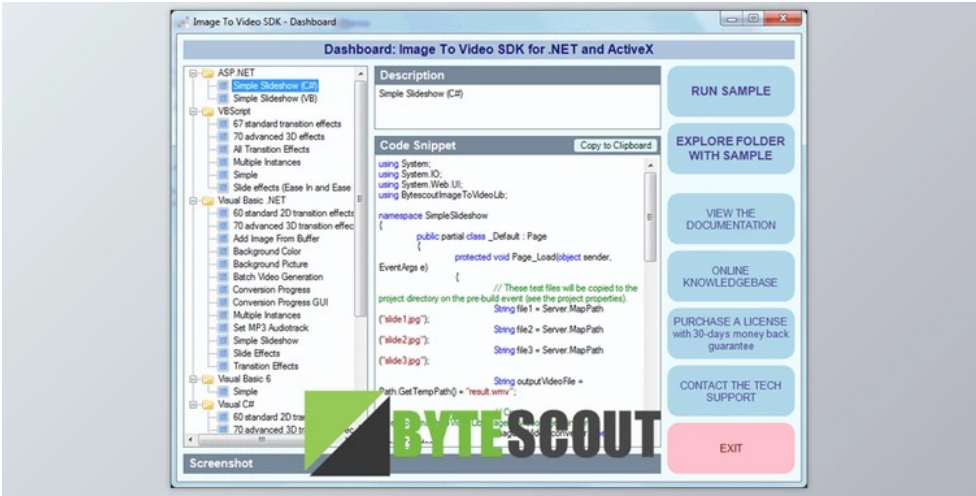 Image To Video SDK - Dashboard
Dashboard: Image To Video SDK for .NET and ActiveX
ASP.NET
Simple Slideshow (C#)
Simple Slideshow (VB)
VBScript
67 standard transition effects
70 advanced 3D effects
All Transition Effects
Multiple Instances
Simple
Slide effects (Ease In and Ease
Visual Basic .NET
60 standard 2D transition effects
70 advanced 3D transition effec
Add Image From Buffer
Background Color
Background Picture
Batch Video Generation
Conversion Progress
Conversion Progress GUI
Multiple Instances
Set MP3 Audiotrack
Simple Slideshow
Slide Effects
Transition Effects
Visual Basic 6
Simple
Visual C#
60 standard 2D tra
70 advanced 3D tr
Screenshot
Description
Simple Slideshow (C#)
Code Snippet
Copy to Clipboard
using System;
using System.IO;
using System.Web.UI;
using BytescoutImageToVideoLib;
namespace SimpleSlideshow
{
public partial class _Default : Page
{
protected void Page_Load(object sender,
EventArgs e)
{
// These test files will be copied to the
project directory on the pre-build event (see the project properties).
String file1 = Server.MapPath
("slide1.jpg");
String file2 = Server.MapPath
("slide2.jpg");
String file3 = Server.MapPath
("slide3.jpg");
String outputVideoFile =
Path.GetTempPath() + "result.wmv";
BYTESCOUT
RUN SAMPLE
EXPLORE FOLDER
WITH SAMPLE
VIEW THE
DOCUMENTATION
ONLINE
KNOWLEDGEBASE
PURCHASE A LICENSE
with 30-days money back
guarantee
CONTACT THE TECH
SUPPORT
EXIT